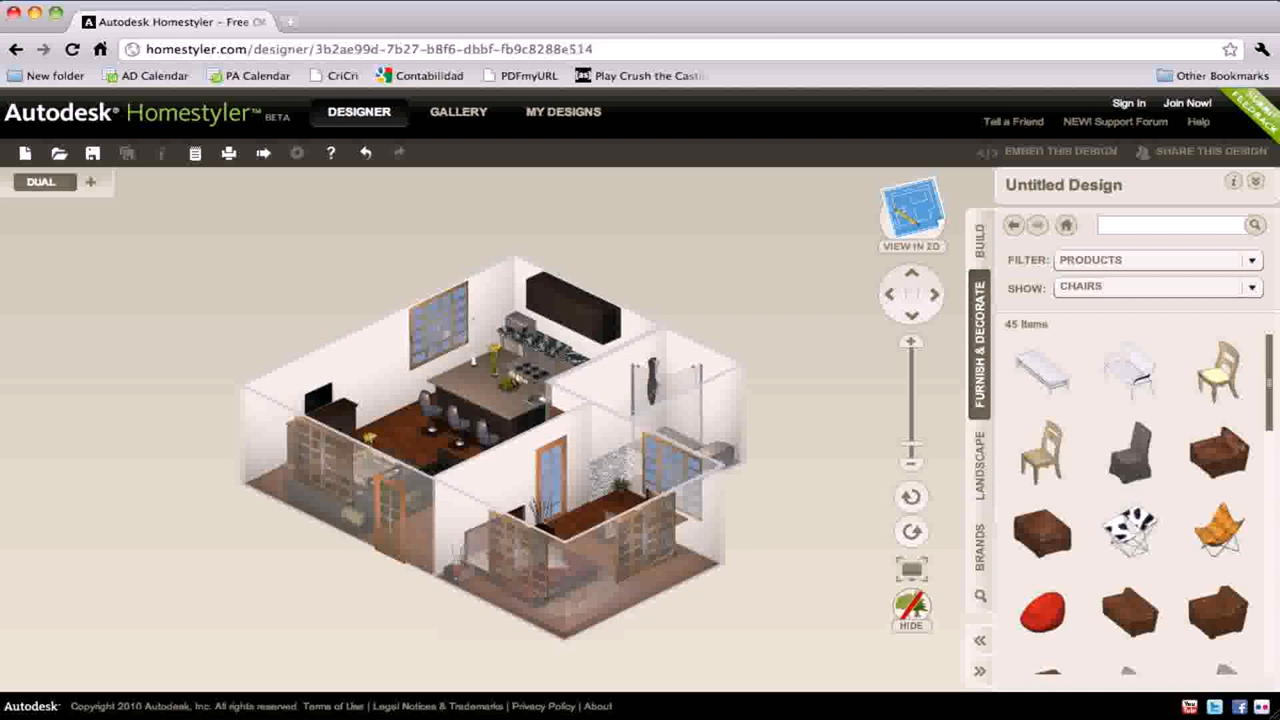 Autodesk Homestyler – Free
homestyler.com/designer/3b2ae99d-7b27-b8f6-dbbf-fb9c8288e514
New folder AD Calendar PA Calendar CriCri Contabilidad PDFmyURL Play Crush the Castl Other Bookmarks
Autodesk® Homestyler™ BETA DESIGNER GALLERY MY DESIGNS
Sign In Join Now!
Tell a Friend NEW! Support Forum Help
FEEDBACK
EMBED THIS DESIGN SHARE THIS DESIGN
DUAL
Untitled Design
VIEW IN 2D
BUILD
FURNISH & DECORATE
LANDSCAPE
BRANDS
FILTER: PRODUCTS
SHOW: CHAIRS
45 Items
HIDE
Autodesk® Copyright 2010 Autodesk, Inc. All rights reserved. Terms of Use | Legal Notices & Trademarks | Privacy Policy | About